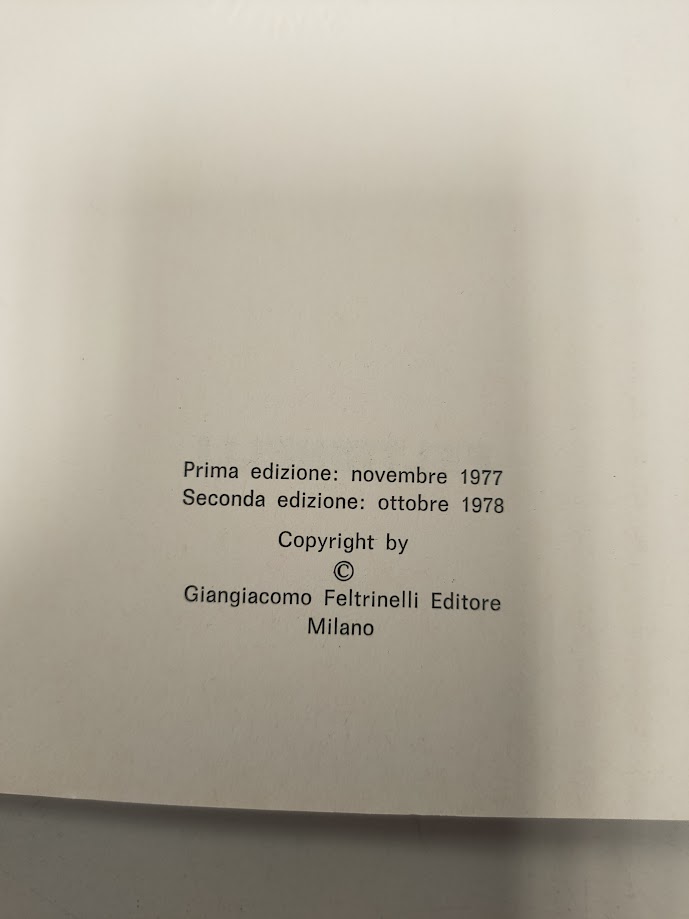 Prima edizione: novembre 1977
Seconda edizione: ottobre 1978
Copyright by
©
Giangiacomo Feltrinelli Editore
Milano